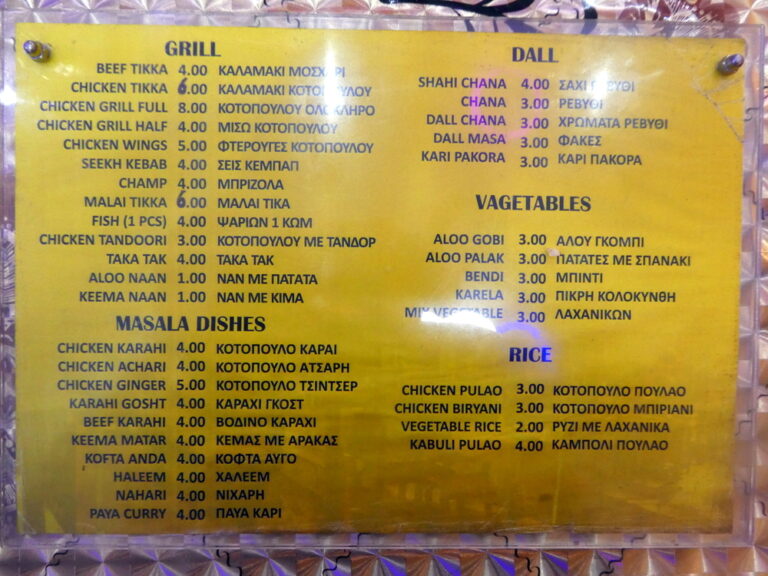 GRILL
BEEF TIKKA 4.00 ΚΑΛΑΜΑΚΙ ΜΟΣΧΑΡΙ
CHICKEN TIKKA 6.00 ΚΑΛΑΜΑΚΙ ΚΟΤΟΠΟΥΛΟΥ
CHICKEN GRILL FULL 8.00 ΚΟΤΟΠΟΥΛΟΥ ΟΛΟΚΛΗΡΟ
CHICKEN GRILL HALF 4.00 ΜΙΣΩ ΚΟΤΟΠΟΥΛΟΥ
CHICKEN WINGS 5.00 ΦΤΕΡΟΥΓΕΣ ΚΟΤΟΠΟΥΛΟΥ
SEEKH KEBAB 4.00 ΣΕΙΣ ΚΕΜΠΑΠ
CHAMP 4.00 ΜΠΡΙΖΟΛΑ
MALAI TIKKA 6.00 ΜΑΛΑΙ ΤΙΚΑ
FISH (1 PCS) 4.00 ΨΑΡΙΩΝ 1 ΚΩΜ
CHICKEN TANDOORI 3.00 ΚΟΤΟΠΟΥΛΟΥ ΜΕ ΤΑΝΔΟΡ
TAKA TAK 4.00 ΤΑΚΑ ΤΑΚ
ALOO NAAN 1.00 ΝΑΝ ΜΕ ΠΑΤΑΤΑ
KEEMA NAAN 1.00 ΝΑΝ ΜΕ ΚΙΜΑ
MASALA DISHES
CHICKEN KARAHI 4.00 ΚΟΤΟΠΟΥΛΟ ΚΑΡΑΙ
CHICKEN ACHARI 4.00 ΚΟΤΟΠΟΥΛΟ ΑΤΣΑΡΗ
CHICKEN GINGER 5.00 ΚΟΤΟΠΟΥΛΟ ΤΣΙΝΤΣΕΡ
KARAHI GOSHT 4.00 ΚΑΡΑΧΙ ΓΚΟΣΤ
BEEF KARAHI 4.00 ΒΟΔΙΝΟ ΚΑΡΑΧΙ
KEEMA MATAR 4.00 ΚΕΜΑΣ ΜΕ ΑΡΑΚΑΣ
KOFTA ANDA 4.00 ΚΟΦΤΑ ΑΥΓΟ
HALEEM 4.00 ΧΑΛΕΕΜ
NAHARI 4.00 ΝΙΧΑΡΗ
PAYA CURRY 4.00 ΠΑΥΑ ΚΑΡΙ
DALL
SHAHI CHANA 4.00 ΣΑΧΙ ΡΕΒΥΘΙ
CHANA 3.00 ΡΕΒΥΘΙ
DALL CHANA 3.00 ΧΡΩΜΑΤΑ ΡΕΒΥΘΙ
DALL MASA 3.00 ΦΑΚΕΣ
KARI PAKORA 3.00 ΚΑΡΙ ΠΑΚΟΡΑ
VAGETABLES
ALOO GOBI 3.00 ΑΛΟΥ ΓΚΟΜΠΙ
ALOO PALAK 3.00 ΠΑΤΑΤΕΣ ΜΕ ΣΠΑΝΑΚΙ
BENDI 3.00 ΜΠΙΝΤΙ
KARELA 3.00 ΠΙΚΡΗ ΚΟΛΟΚΥΝΘΗ
MIX VEGETABLE 3.00 ΛΑΧΑΝΙΚΩΝ
RICE
CHICKEN PULAO 3.00 ΚΟΤΟΠΟΥΛΟ ΠΟΥΛΑΟ
CHICKEN BIRYANI 3.00 ΚΟΤΟΠΟΥΛΟ ΜΠΙΡΙΑΝΙ
VEGETABLE RICE 2.00 ΡΥΖΙ ΜΕ ΛΑΧΑΝΙΚΑ
KABULI PULAO 4.00 ΚΑΜΠΟΛΙ ΠΟΥΛΑΟ